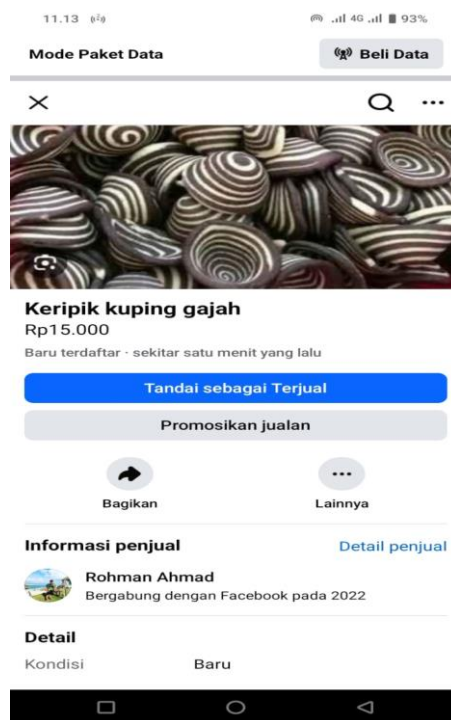 11.13
4G 93%
Mode Paket Data
Beli Data
Keripik kuping gajah
Rp15.000
Baru terdaftar · sekitar satu menit yang lalu
Tandai sebagai Terjual
Promosikan jualan
Bagikan
Lainnya
Informasi penjual
Detail penjual
Rohman Ahmad
Bergabung dengan Facebook pada 2022
Detail
Kondisi
Baru